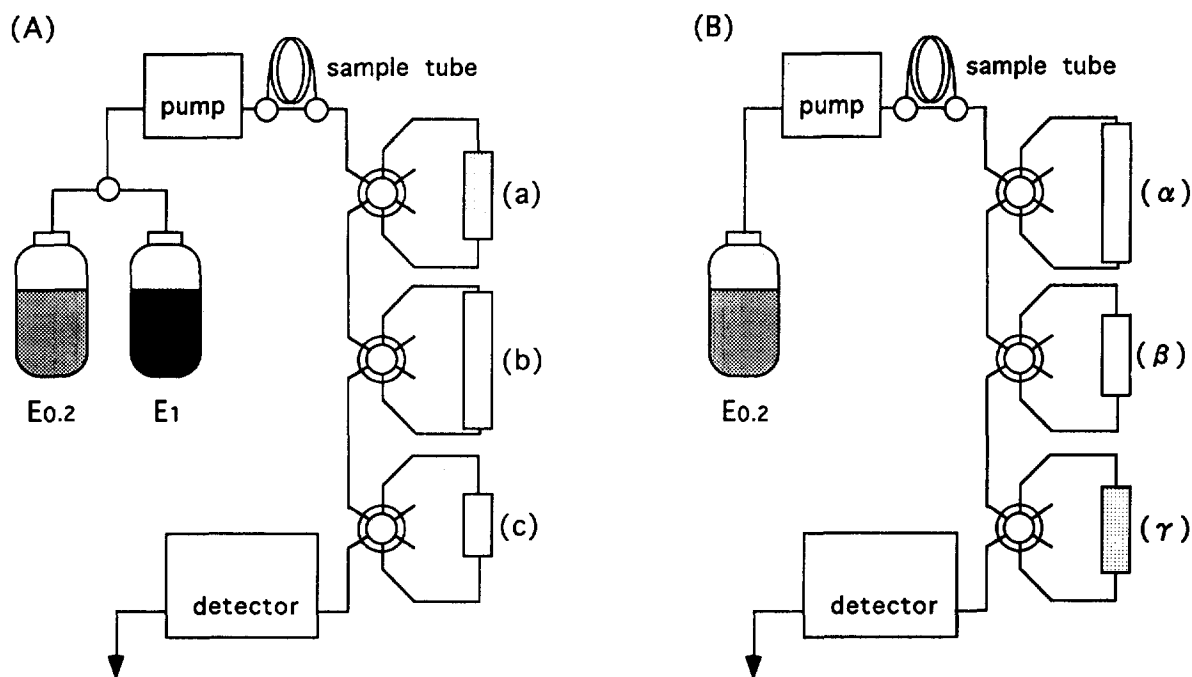 (A)
pump
sample tube
(a)
(b)
(c)
E0.2
E1
detector
(B)
pump
sample tube
(α)
(β)
(γ)
E0.2
detector